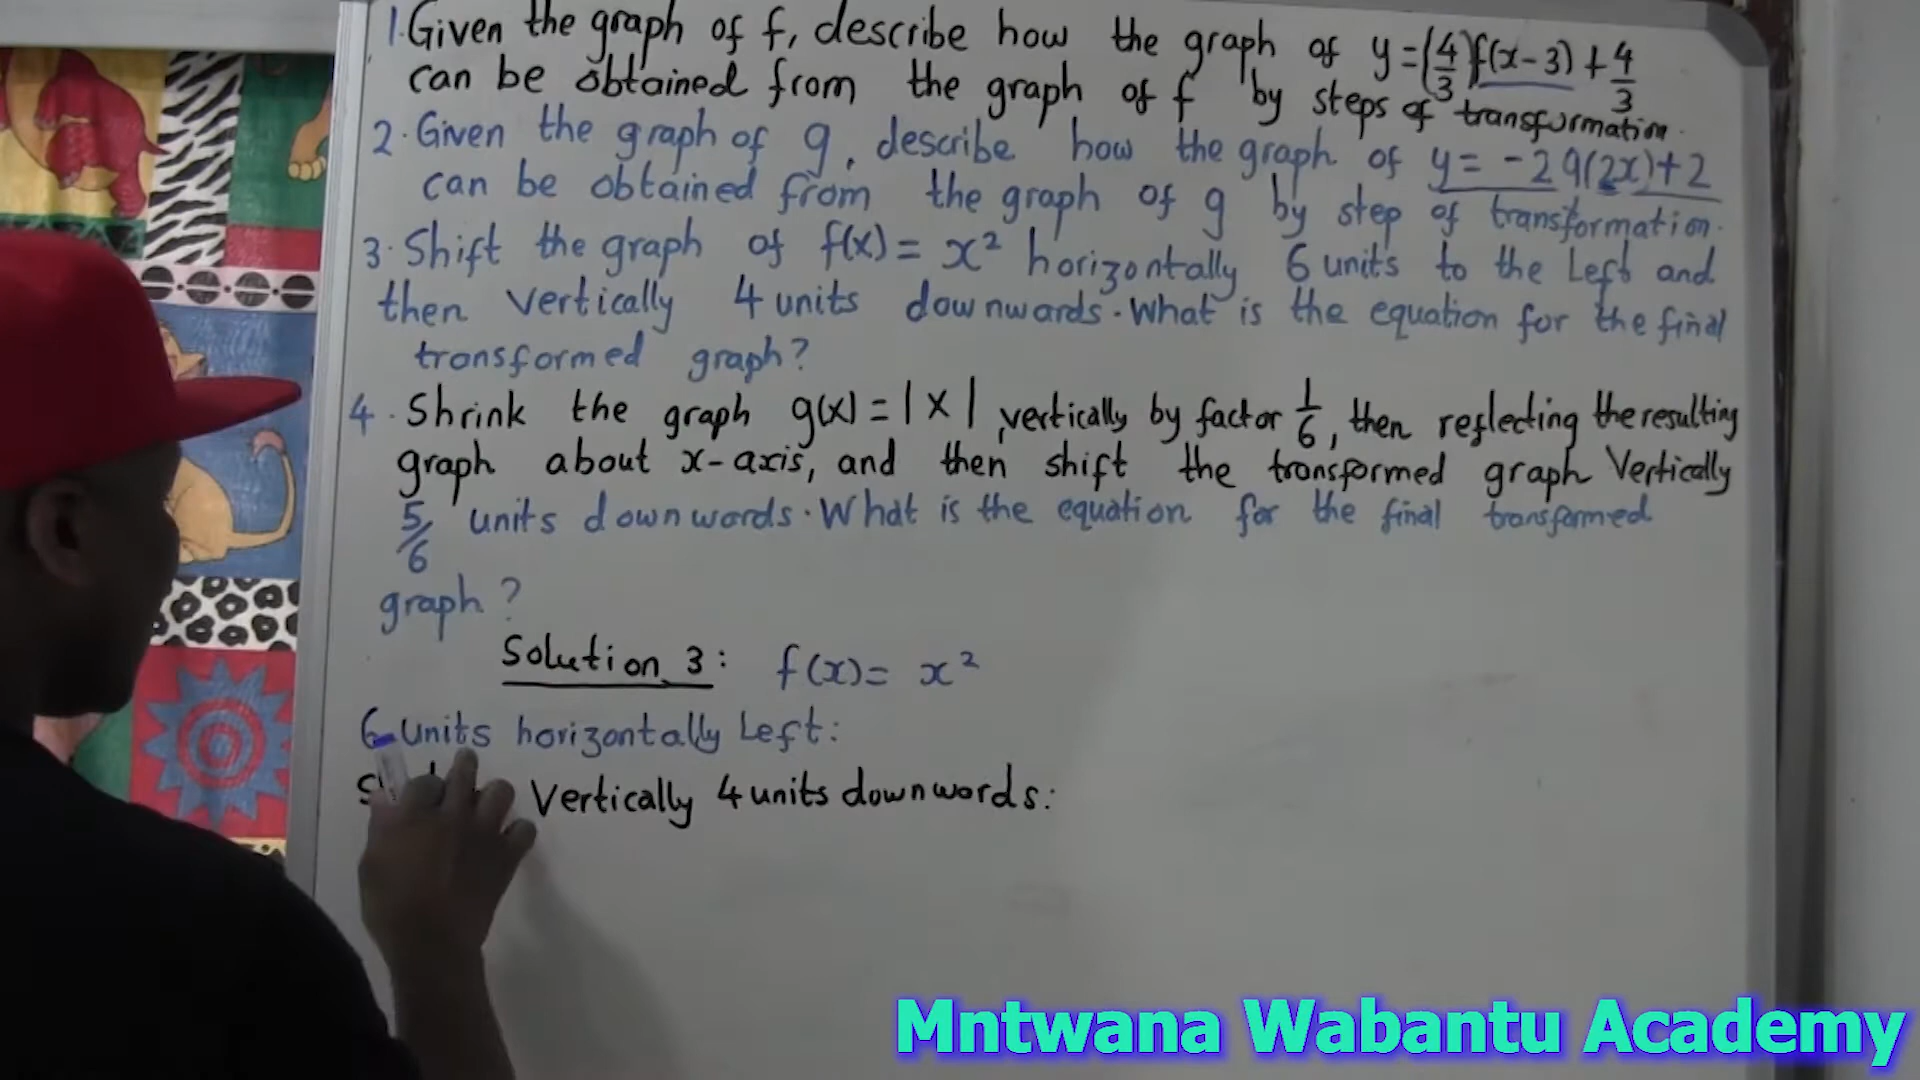 1. Given the graph of f, describe how the graph of y = (4/3)f(x-3) + 4/3
can be obtained from the graph of f by steps of transformation.
2. Given the graph of g, describe how the graph of y = -2g(2x)+2
can be obtained from the graph of g by step of transformation.
3. Shift the graph of f(x) = x² horizontally 6 units to the Left and
then vertically 4 units downwards. What is the equation for the final
transformed graph?
4. Shrink the graph g(x) = |x|, vertically by factor 1/6, then reflecting the resulting
graph about x-axis, and then shift the transformed graph vertically
5/6 units downwords. What is the equation for the final transformed
graph?
Solution 3: f(x) = x²
6 Units horizontally Left:
Vertically 4 units downwords:
Mntwana Wabantu Academy